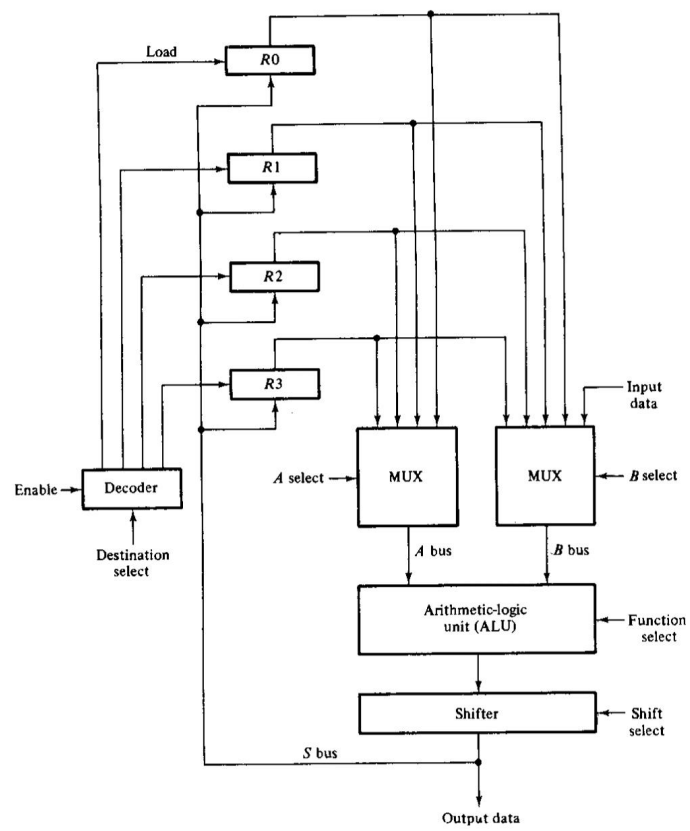 Load
R0
R1
R2
R3
Input
data
Enable
Decoder
A select
MUX
MUX
B select
Destination
select
A bus
B bus
Arithmetic-logic
unit (ALU)
Function
select
Shifter
Shift
select
S bus
Output data